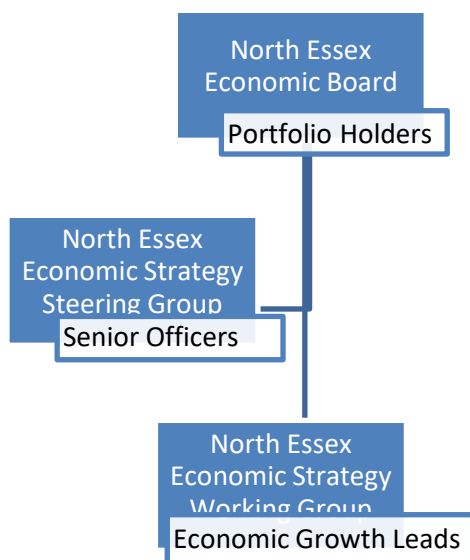 North Essex
Economic Board
Portfolio Holders
North Essex
Economic Strategy
Steering Group
Senior Officers
North Essex
Economic Strategy
Working Group
Economic Growth Leads